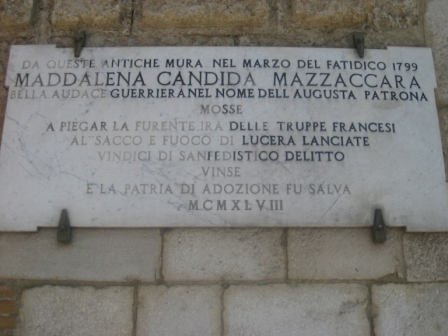 DA QUESTE ANTICHE MURA NEL MARZO DEL FATIDICO 1799
MADDALENA CANDIDA MAZZACCARA
BELLA AUDACE GUERRIERA NEL NOME DELL'AUGUSTA PATRONA
MOSSE
A PIEGAR LA FURENTE IRA DELLE TRUPPE FRANCESI
AL SACCO E FUOCO DI LUCERA LANCIATE
VINDICI DI SANFEDISTICO DELITTO
VINSE
E LA PATRIA DI ADOZIONE FU SALVA
MCMXLVIII